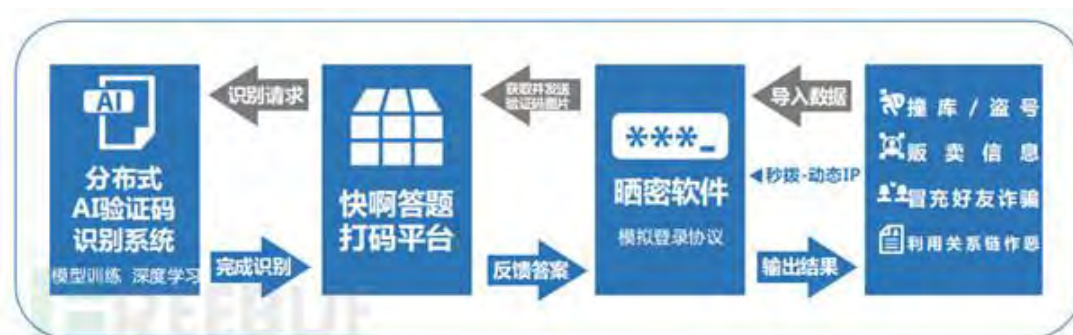 AI
分布式
AI验证码
识别系统
模型训练 深度学习
识别请求
完成识别
快啊答题
打码平台
获取并发送
验证码图片
反馈答案
***_
晒密软件
模拟登录协议
导入数据
◀秒拨-动态IP
输出结果
撞库/盗号
贩卖信息
冒充好友诈骗
利用关系链作恶
REEBUF